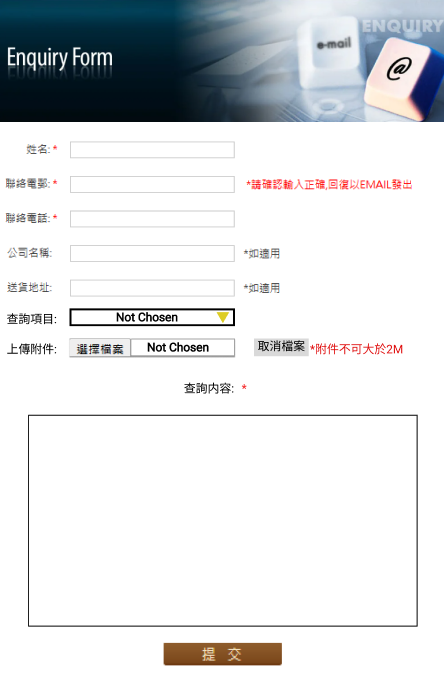 ENQUIRY
e-mail
@
Enquiry Form
姓名: *
聯絡電郵: * *請確認輸入正確,回復以EMAIL發出
聯絡電話: *
公司名稱: *如適用
送貨地址: *如適用
查詢項目: Not Chosen
上傳附件: 選擇檔案 Not Chosen 取消檔案 *附件不可大於2M
查詢内容: *
提 交